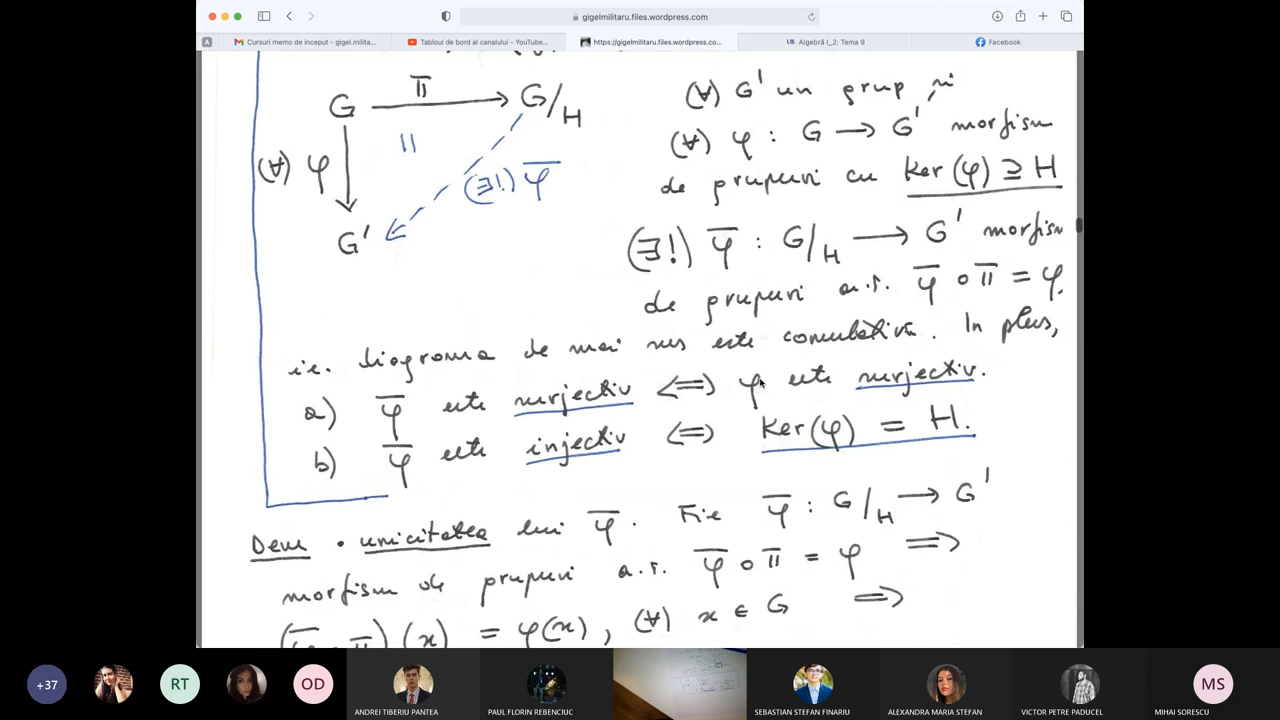 gigelmilitaru.files.wordpress.com
Cursuri memo de inceput - gigel.milita...
Tabloul de bord al canalului - YouTube...
https://gigelmilitaru.files.wordpress.co...
Algebră I_2: Tema 9
Facebook
G π G/H
(∀) φ
(∃!) φ̄
G'
(∀) G' un grup și
(∀) φ : G → G' morfism
de grupuri cu Ker(φ) ⊇ H
(∃!) φ̄ : G/H → G' morfism
de grupuri a.î. φ̄ ∘ π = φ.
i.e. diagrama de mai sus este comutativă. În plus,
a) φ̄ este surjectiv ⟺ φ este surjectiv.
b) φ̄ este injectiv ⟺ Ker(φ) = H.
Dem • unicitatea lui φ̄. Fie φ̄ : G/H → G'
morfism de grupuri a.î. φ̄ ∘ π = φ ⟹
(φ̄ ∘ π)(x) = φ(x), (∀) x ∈ G ⟹
+37
RT
OD
ANDREI TIBERIU PANTEA
PAUL FLORIN REBENCIUC
SEBASTIAN STEFAN FINARIU
ALEXANDRA MARIA STEFAN
VICTOR PETRE PADUCEL
MS
MIHAI SORESCU